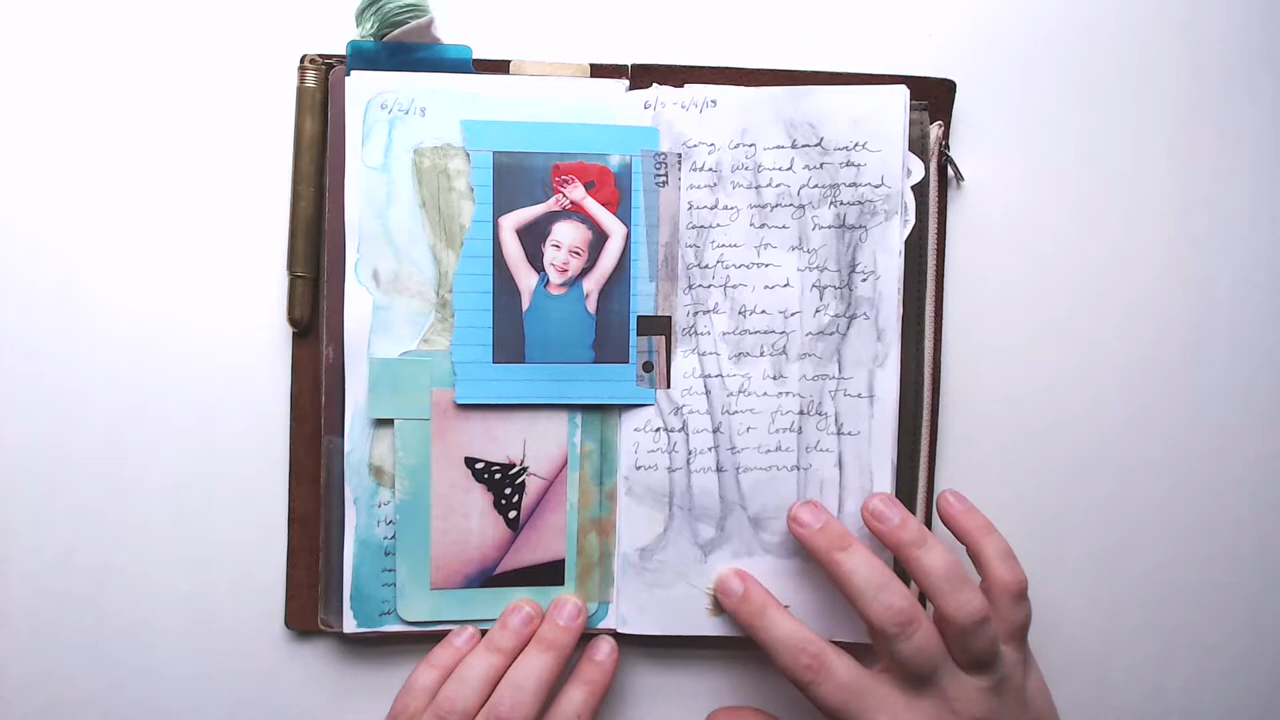 6/2/18
6/3 - 6/4/18
4193
Long, long weekend with
Ada. We tried out the
new Meadow playground
Sunday morning.
came home Sunday
in time for my
afternoon with Liz,
Jennifer, and April.
Took Ada to Phelps
this morning and
then worked on
cleaning her room
this afternoon. The
stars have finally
aligned and it looks like
I will get to take the
bus to work tomorrow.